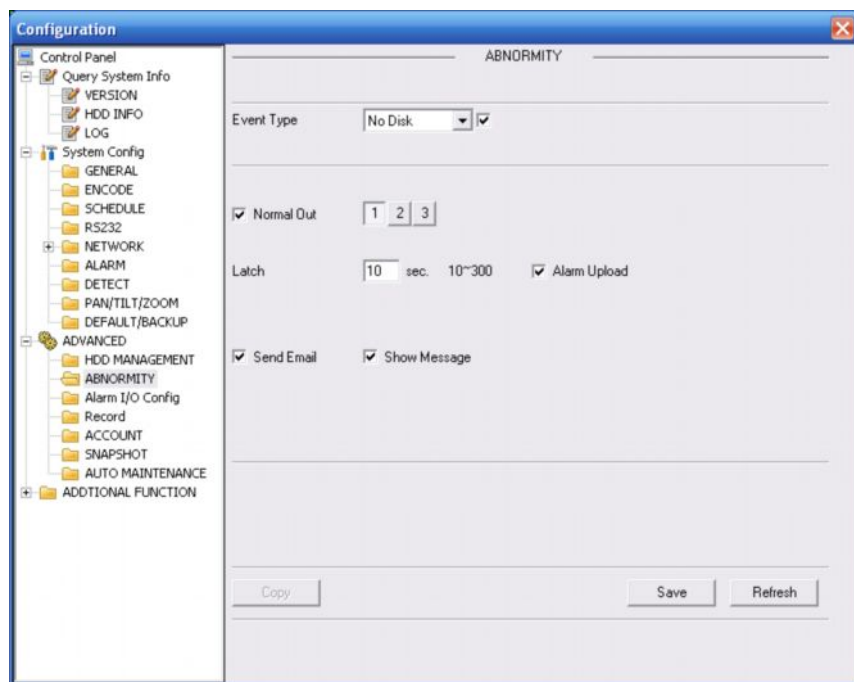 Configuration
Control Panel
Query System Info
VERSION
HDD INFO
LOG
System Config
GENERAL
ENCODE
SCHEDULE
RS232
NETWORK
ALARM
DETECT
PAN/TILT/ZOOM
DEFAULT/BACKUP
ADVANCED
HDD MANAGEMENT
ABNORMITY
Alarm I/O Config
Record
ACCOUNT
SNAPSHOT
AUTO MAINTENANCE
ADDTIONAL FUNCTION
ABNORMITY
Event Type No Disk
Normal Out 1 2 3
Latch 10 sec. 10~300 Alarm Upload
Send Email Show Message
Copy Save Refresh